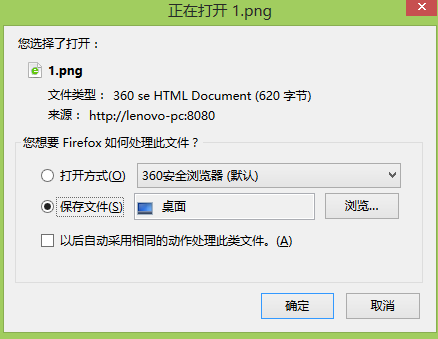 正在打开 1.png
您选择了打开：
1.png
文件类型： 360 se HTML Document (620 字节)
来源： http://lenovo-pc:8080
您想要 Firefox 如何处理此文件？
打开方式(O) 360安全浏览器 (默认)
保存文件(S) 桌面 浏览...
以后自动采用相同的动作处理此类文件。(A)
确定 取消